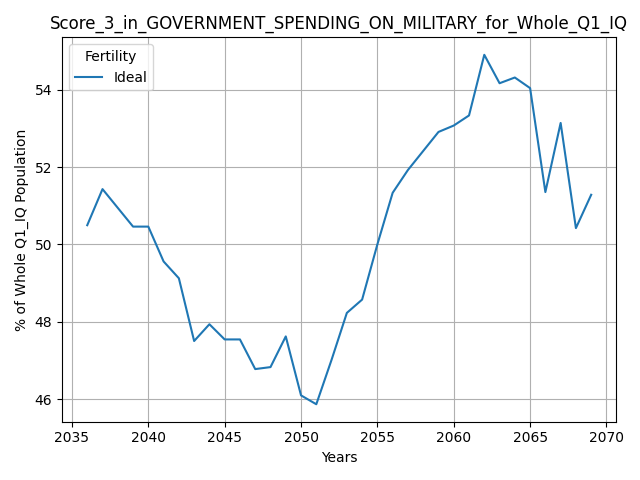 Score_3_in_GOVERNMENT_SPENDING_ON_MILITARY_for_Whole_Q1_IQ
Fertility
Ideal
54
52
50
48
46
% of Whole Q1_IQ Population
2035 2040 2045 2050 2055 2060 2065 2070
Years